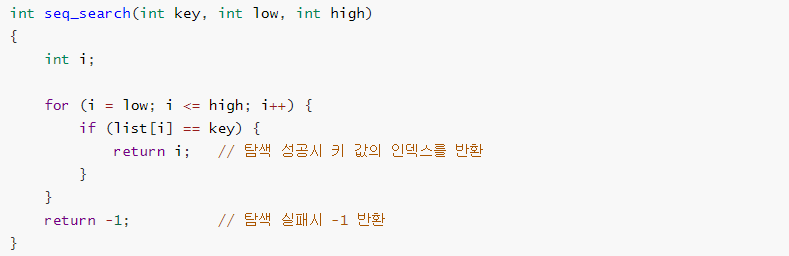 int seq_search(int key, int low, int high)
{
    int i;

    for (i = low; i <= high; i++) {
        if (list[i] == key) {
            return i;   // 탐색 성공시 키 값의 인덱스를 반환
        }
    }
    return -1;          // 탐색 실패시 -1 반환
}